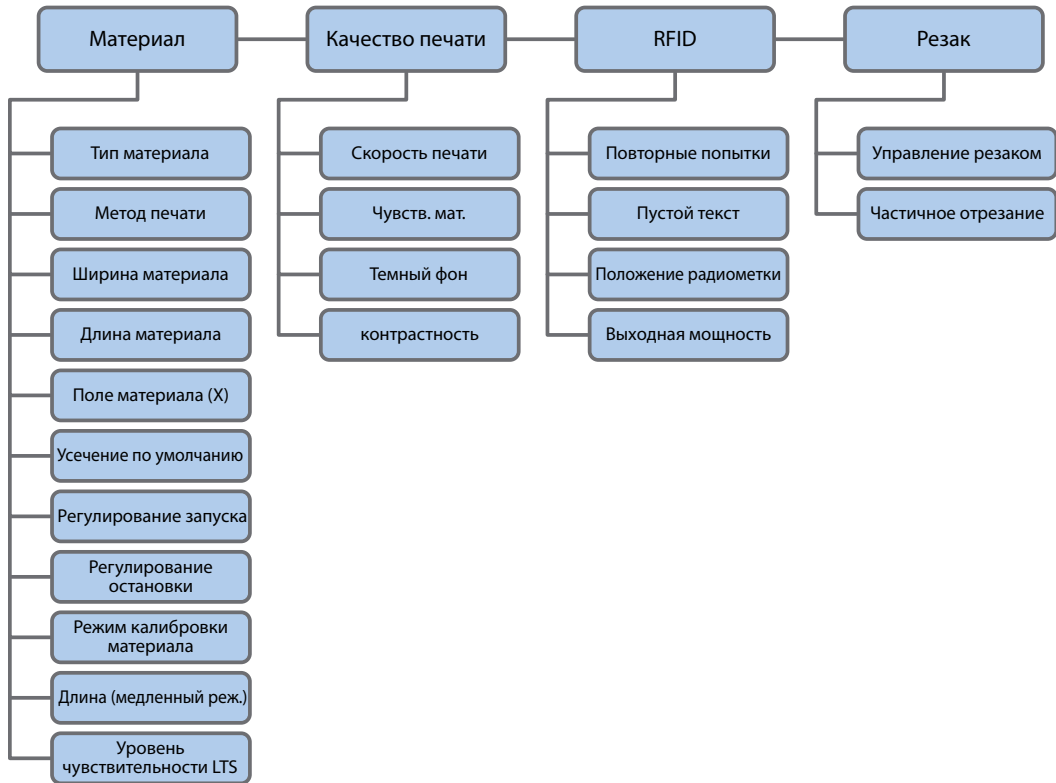 Материал
Качество печати
RFID
Резак
Тип материала
Метод печати
Ширина материала
Длина материала
Поле материала (X)
Усечение по умолчанию
Регулирование запуска
Регулирование
остановки
Режим калибровки
материала
Длина (медленный реж.)
Уровень
чувствительности LTS
Скорость печати
Чувств. мат.
Темный фон
контрастность
Повторные попытки
Пустой текст
Положение радиометки
Выходная мощность
Управление резаком
Частичное отрезание